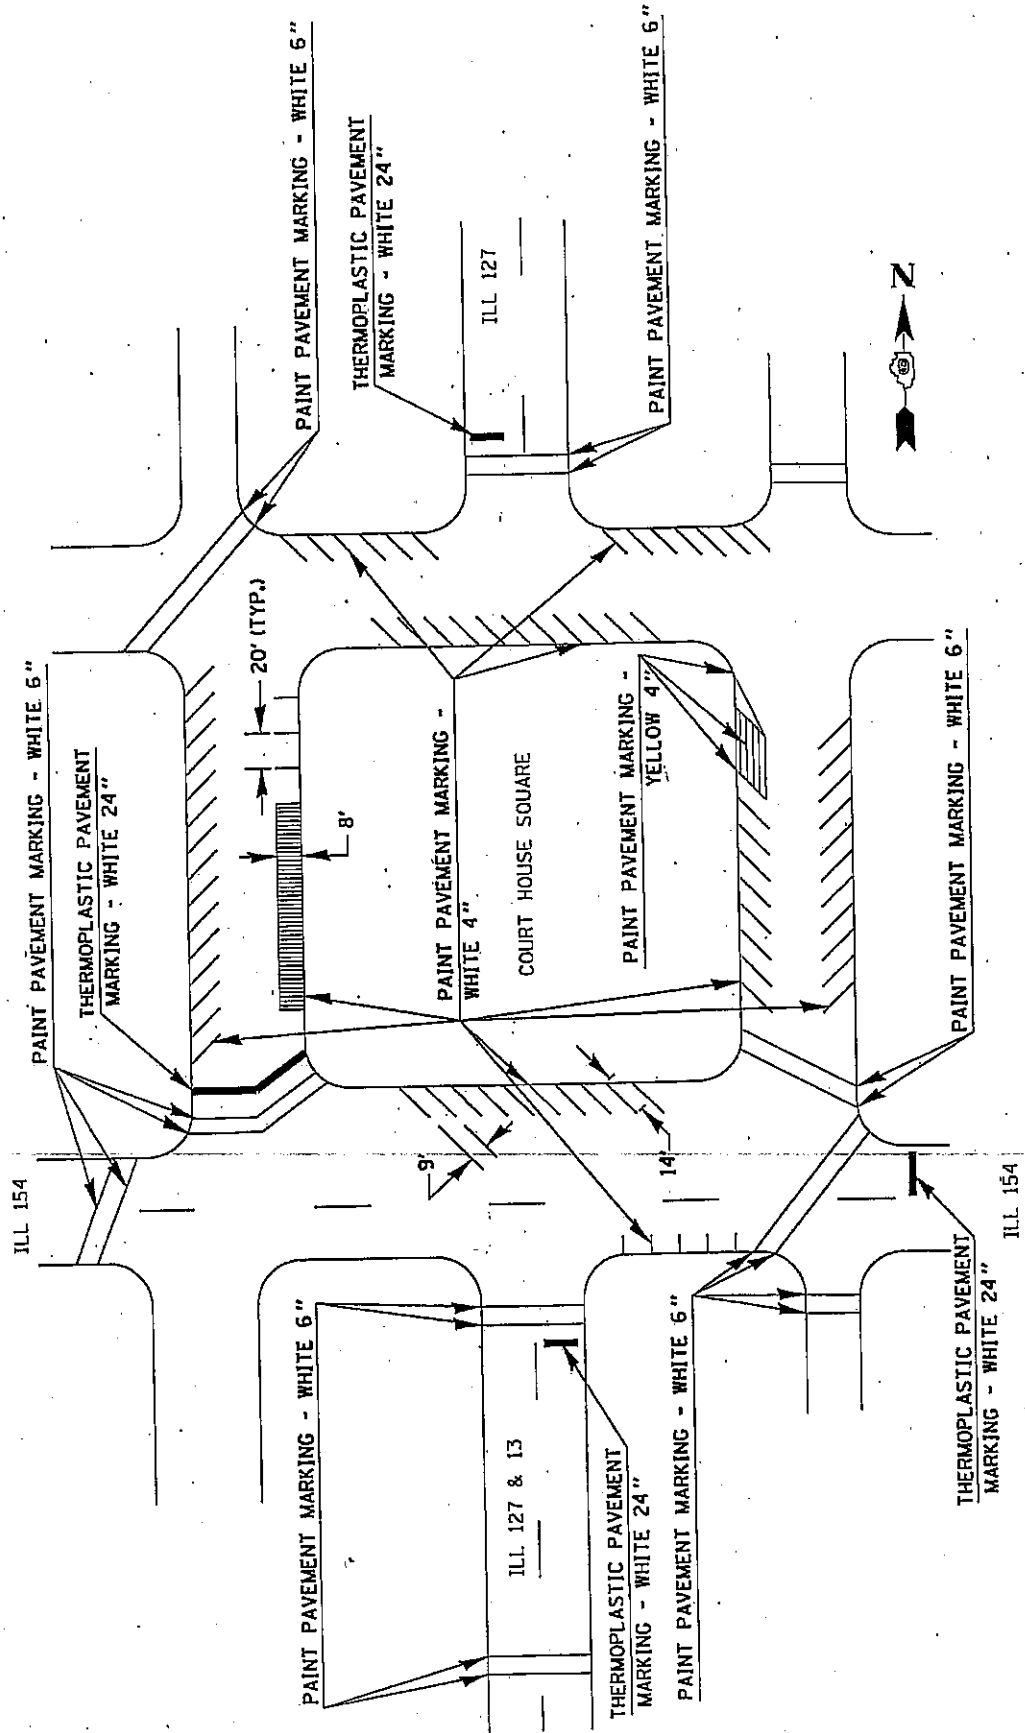 PAINT PAVEMENT MARKING - WHITE 6"
THERMOPLASTIC PAVEMENT
MARKING - WHITE 24"
ILL 154
PAINT PAVEMENT MARKING - WHITE 6"
20' (TYP.)
8'
THERMOPLASTIC PAVEMENT
MARKING - WHITE 24"
ILL 127
PAINT PAVEMENT MARKING - WHITE 6"
PAINT PAVEMENT MARKING -
WHITE 4"
COURT HOUSE SQUARE
PAINT PAVEMENT MARKING -
YELLOW 4"
9'
14'
PAINT PAVEMENT MARKING - WHITE 6"
ILL 127 & 13
THERMOPLASTIC PAVEMENT
MARKING - WHITE 24"
PAINT PAVEMENT MARKING - WHITE 6"
N
PAINT PAVEMENT MARKING - WHITE 6"
THERMOPLASTIC PAVEMENT
MARKING - WHITE 24"
ILL 154